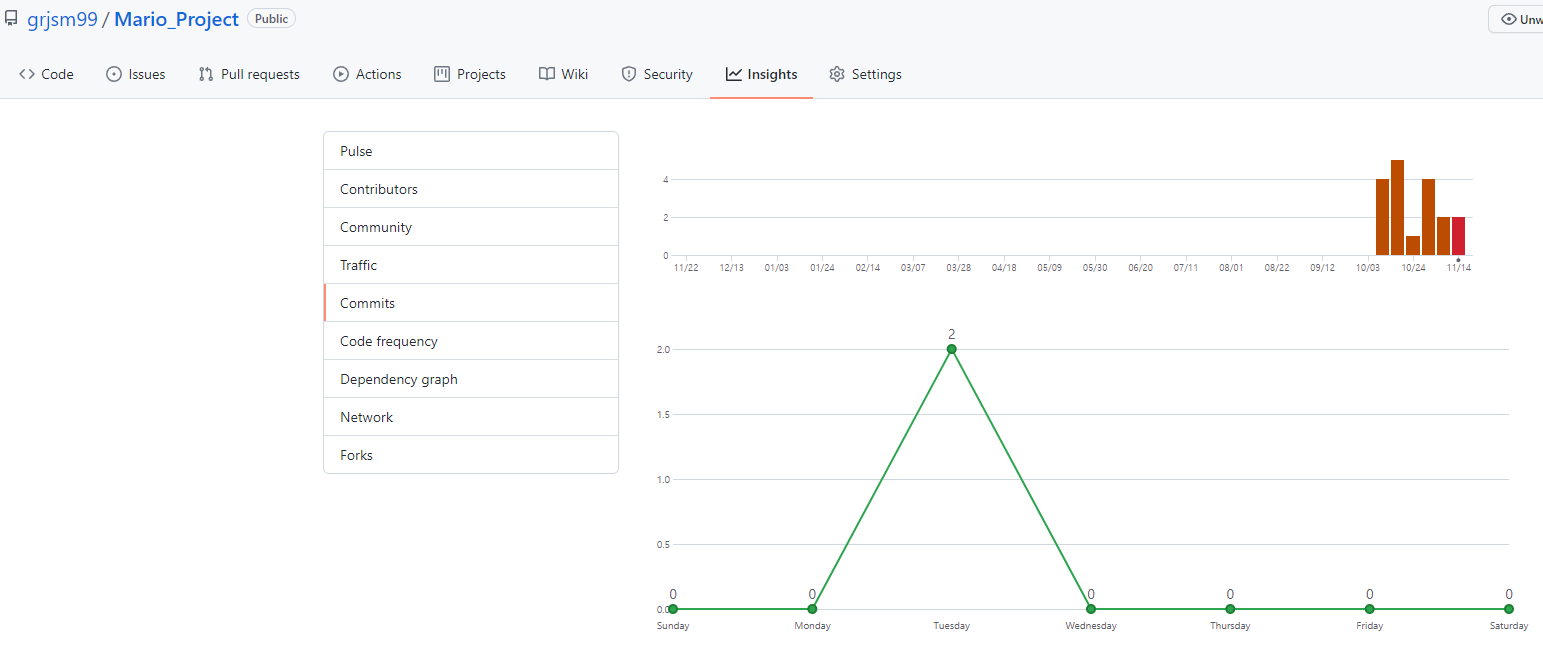 grjsm99 / Mario_Project Public
Unw
Code Issues Pull requests Actions Projects Wiki Security Insights Settings
Pulse
Contributors
Community
Traffic
Commits
Code frequency
Dependency graph
Network
Forks
4
2
0
11/22 12/13 01/03 01/24 02/14 03/07 03/28 04/18 05/09 05/30 06/20 07/11 08/01 08/22 09/12 10/03 10/24 11/14
2
2.0
1.5
1.0
0.5
0 0 0 0 0 0
0.0
Sunday Monday Tuesday Wednesday Thursday Friday Saturday